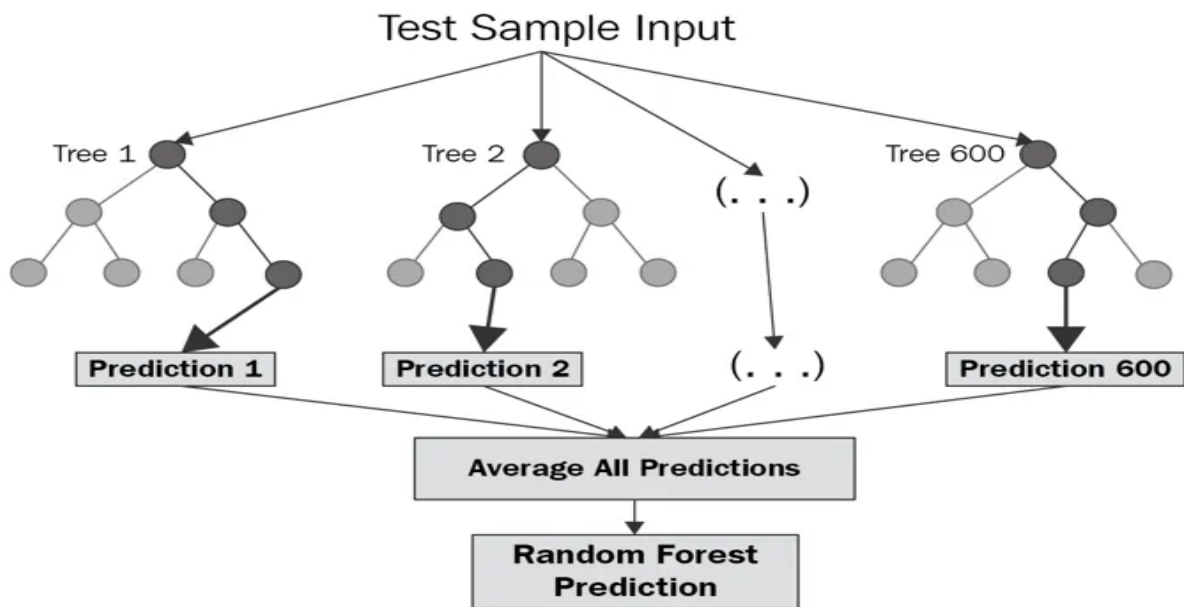 Test Sample Input
Tree 1
Tree 2
Tree 600
(. . .)
(. . .)
Prediction 1
Prediction 2
Prediction 600
Average All Predictions
Random Forest
Prediction